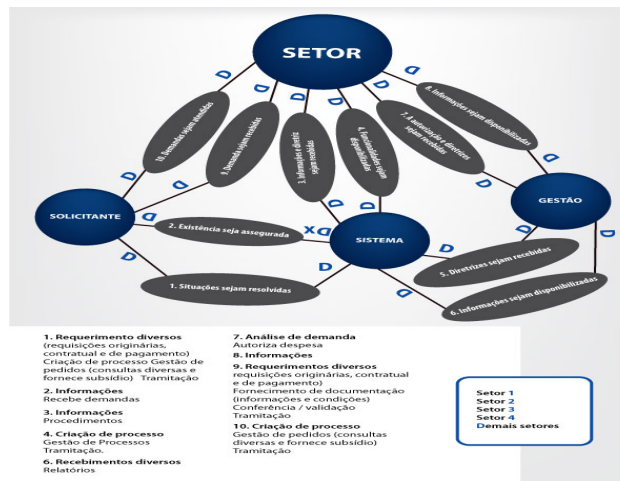 SETOR
D
D
D
D
D
D
D
10. Demandas sejam atendidas
9. Demanda sejam recebidas
3. Informações e diretriz
sejam recebidas
4. Funcionalidades sejam
disponibilizadas
7. A autorização e diretrizes
sejam recebidas
8. Informações sejam disponibilizadas
D
D
D
D
D
D
SOLICITANTE
D
2. Existência seja assegurada
x D
SISTEMA
GESTÃO
D
D
D
1. Situações sejam resolvidas
D
D
5. Diretrizes sejam recebidas
D
6. Informações sejam disponibilizadas
1. Requerimento diversos
(requisições originárias,
contratual e de pagamento)
Criação de processo Gestão de
pedidos (consultas diversas e
fornece subsídio) Tramitação
2. Informações
Recebe demandas
3. Informações
Procedimentos
4. Criação de processo
Gestão de Processos
Tramitação.
6. Recebimentos diversos
Relatórios
7. Análise de demanda
Autoriza despesa
8. Informações
9. Requerimentos diversos
requisições originárias, contratual
e de pagamento)
Fornecimento de documentação
(informações e condições)
Conferência / validação
Tramitação
10. Criação de processo
Gestão de pedidos (consultas
diversas e fornece subsídio)
Tramitação
Setor 1
Setor 2
Setor 3
Setor 4
Demais setores